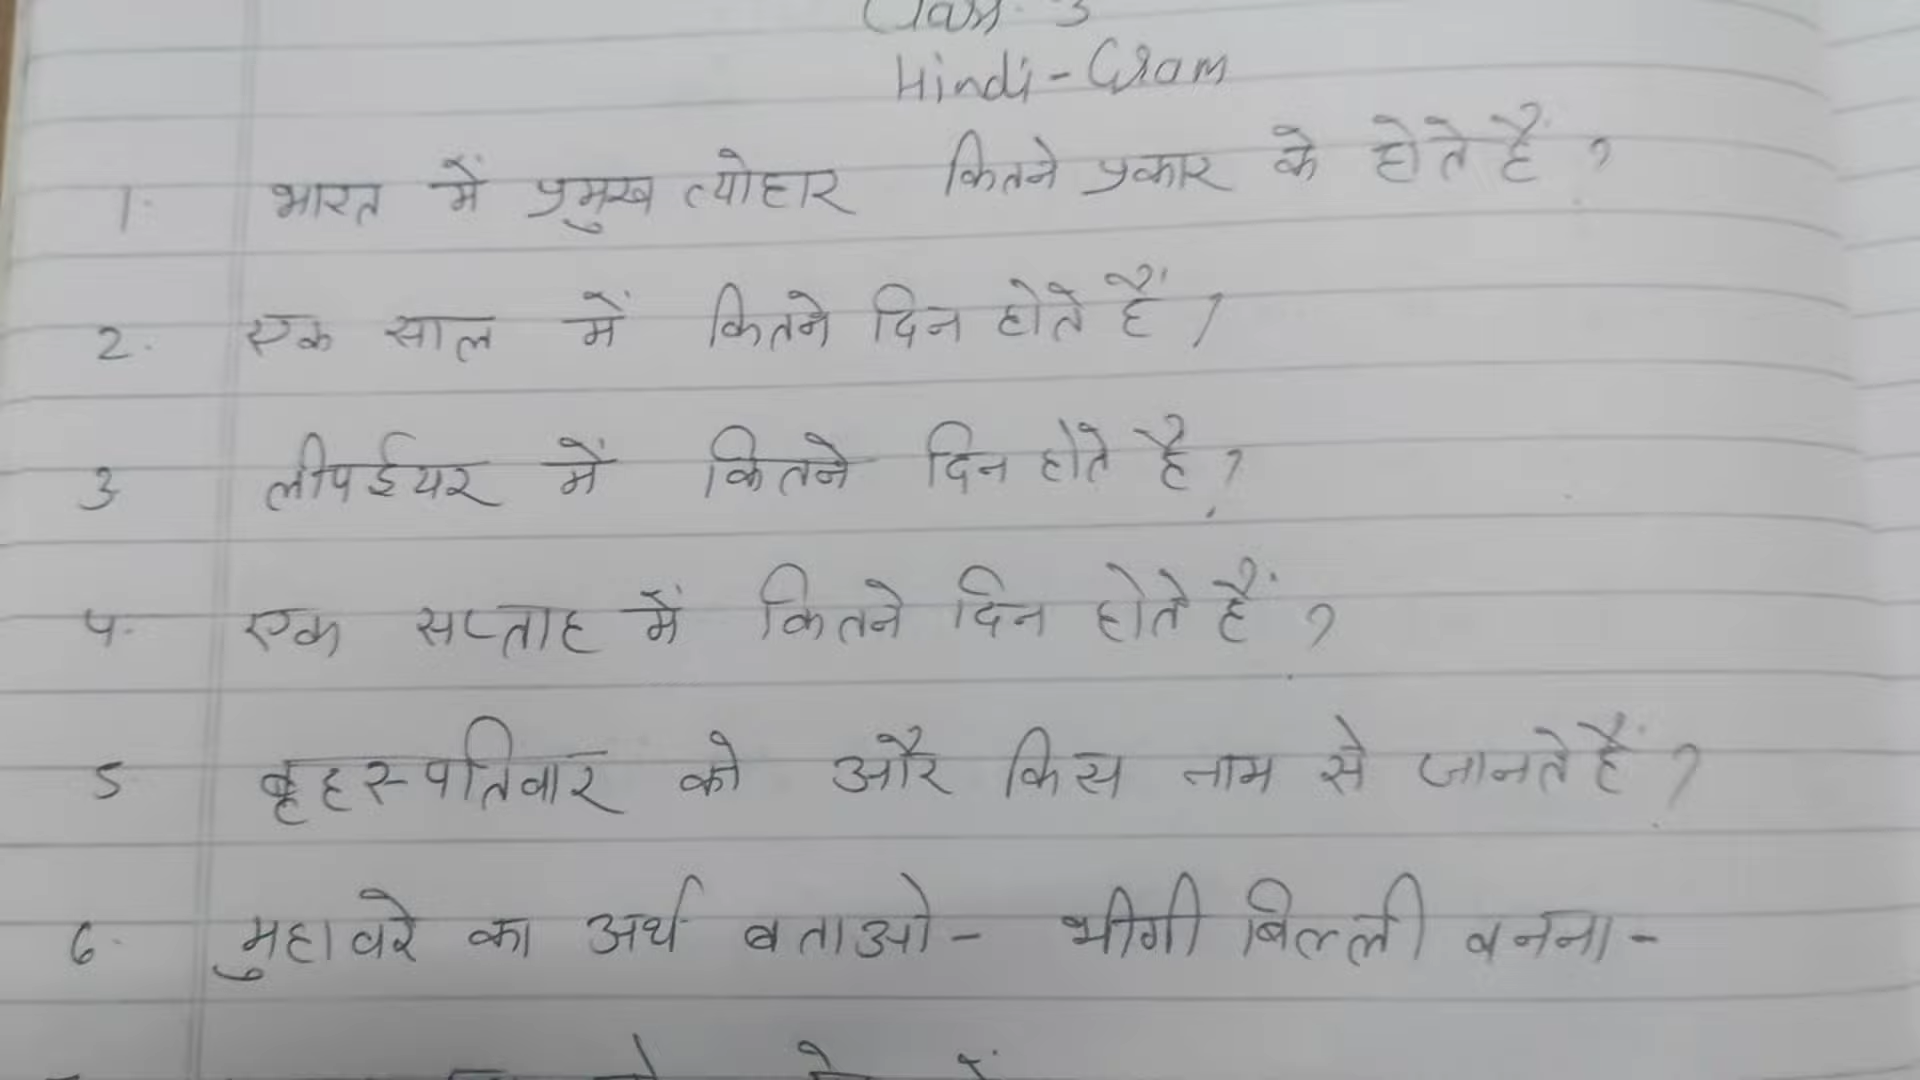 Class. 3
Hindi - Gram
1. भारत में प्रमुख त्योहार कितने प्रकार के होते हैं ?
2. एक साल में कितने दिन होते हैं ?
3 लीपईयर में कितने दिन होते है ?
4. एक सप्ताह में कितने दिन होते हैं ?
5 बृहस्पतिवार को और किस नाम से जानते हैं ?
6. मुहावरे का अर्थ बताओ - भीगी बिल्ली बनना -